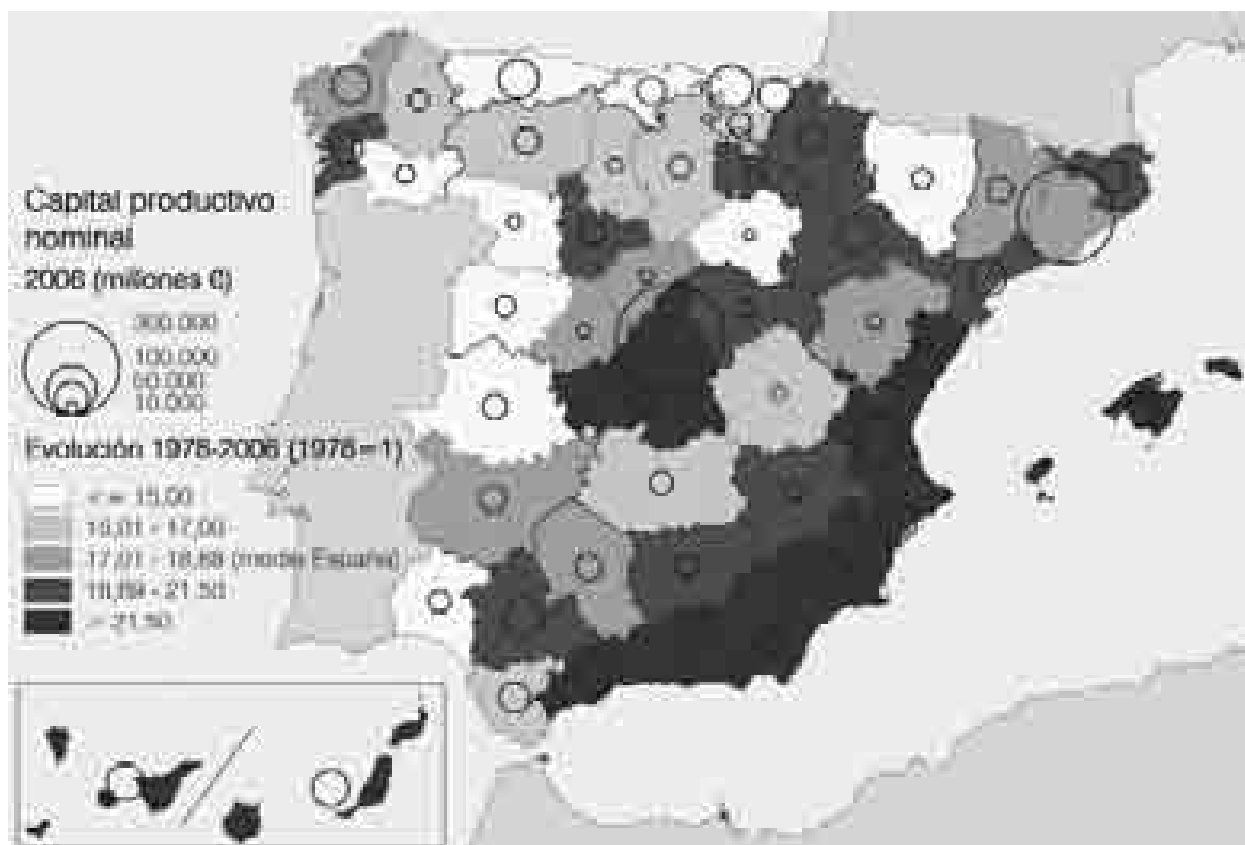 Capital productivo
nominal
2006 (millones €)
300.000
100.000
50.000
10.000
Evolución 1976-2006 (1976=1)
<= 15,00
15,01 - 17,00
17,01 - 18,88 (media España)
18,89 - 21,50
> 21,50